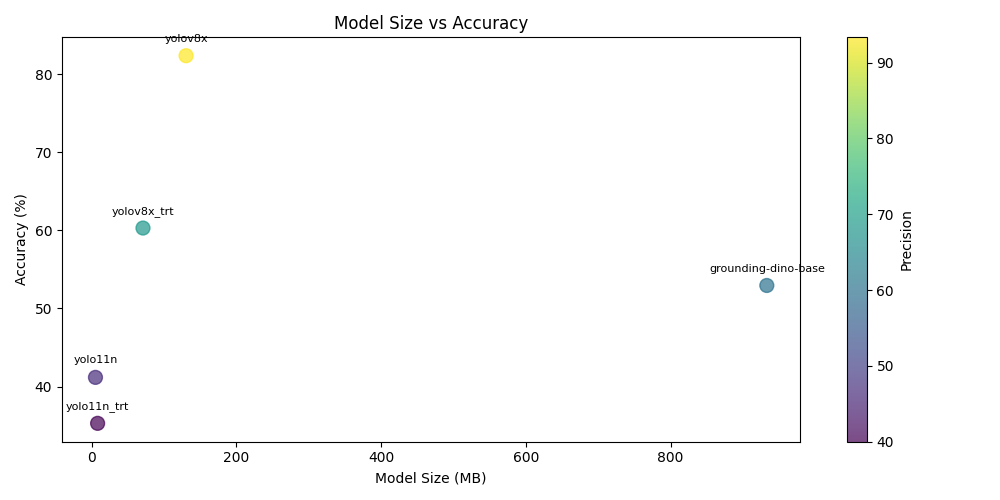 Model Size vs Accuracy
yolov8x
yolov8x_trt
grounding-dino-base
yolo11n
yolo11n_trt
Accuracy (%)
80
70
60
50
40
0 200 400 600 800
Model Size (MB)
90
80
70
60
50
40
Precision